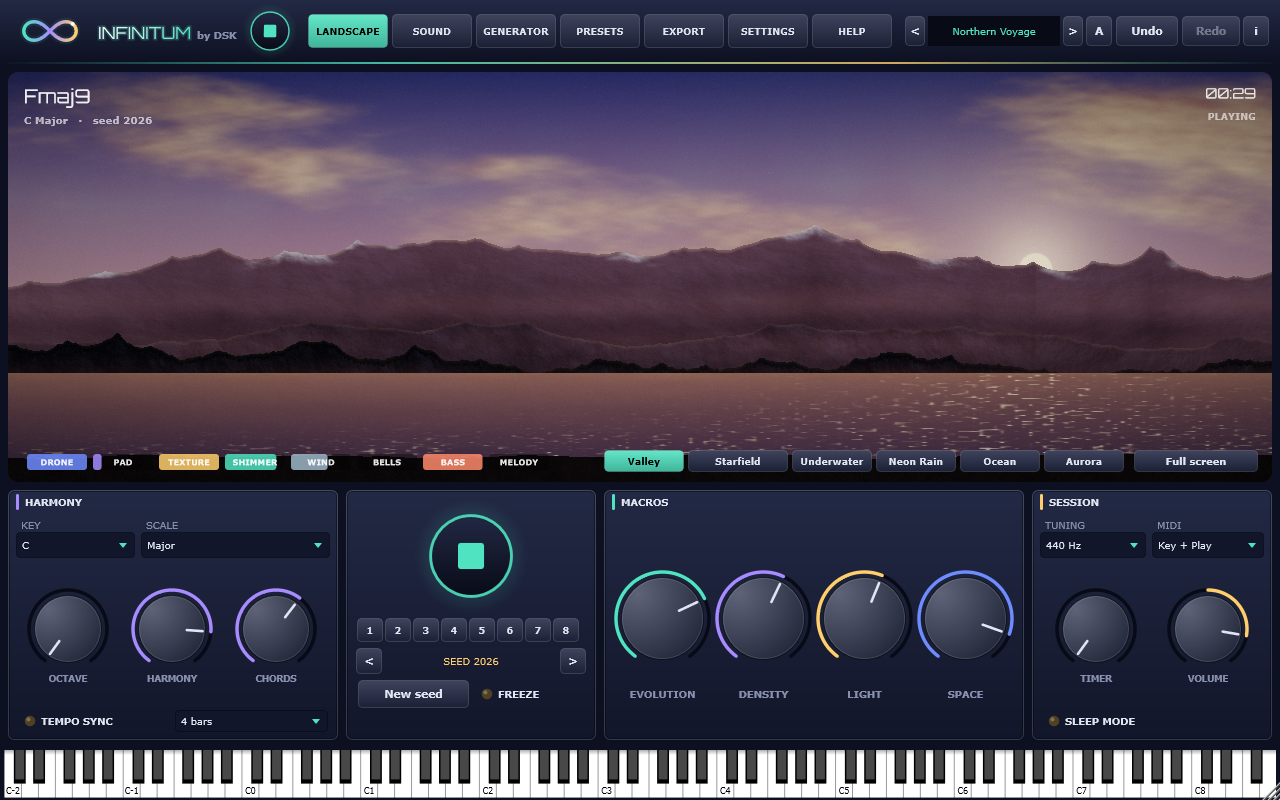 INFINITUM by DSK
LANDSCAPE SOUND GENERATOR PRESETS EXPORT SETTINGS HELP
< Northern Voyage > A Undo Redo i
Fmaj9
C Major · seed 2026
00:29
PLAYING
DRONE PAD TEXTURE SHIMMER WIND BELLS BASS MELODY
Valley Starfield Underwater Neon Rain Ocean Aurora Full screen
HARMONY
KEY SCALE
C Major
OCTAVE HARMONY CHORDS
TEMPO SYNC 4 bars
1 2 3 4 5 6 7 8
< SEED 2026 >
New seed FREEZE
MACROS
EVOLUTION DENSITY LIGHT SPACE
SESSION
TUNING MIDI
440 Hz Key + Play
TIMER VOLUME
SLEEP MODE
C-2 C-1 C0 C1 C2 C3 C4 C5 C6 C7 C8